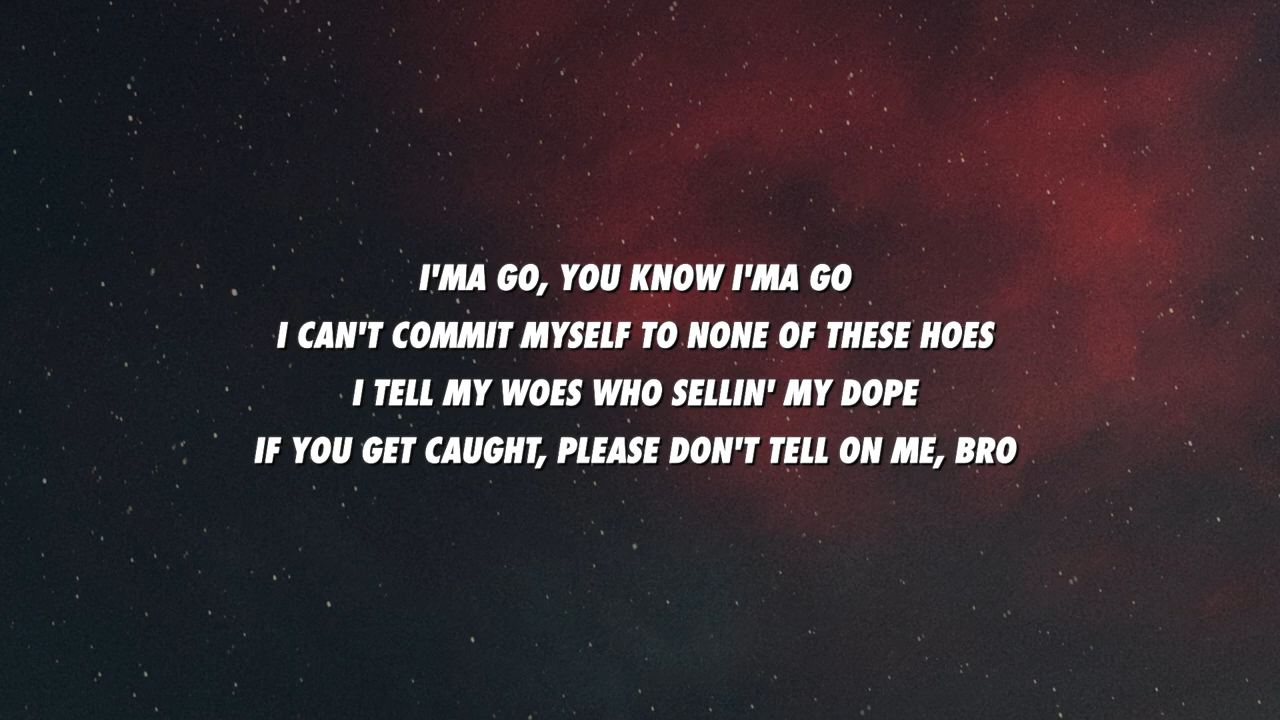 I'MA GO, YOU KNOW I'MA GO
I CAN'T COMMIT MYSELF TO NONE OF THESE HOES
I TELL MY WOES WHO SELLIN' MY DOPE
IF YOU GET CAUGHT, PLEASE DON'T TELL ON ME, BRO